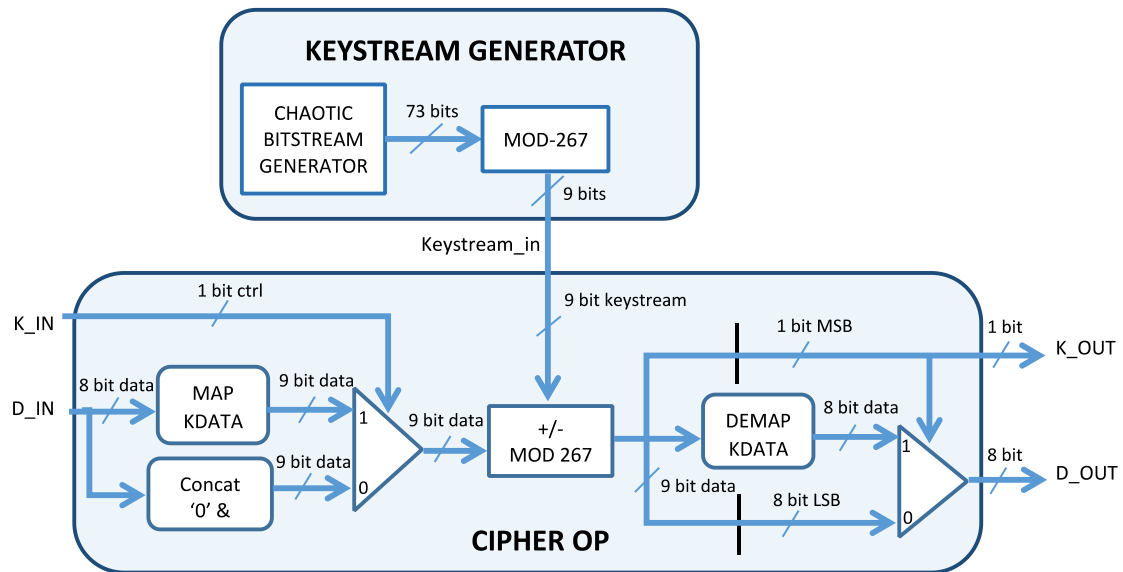 KEYSTREAM GENERATOR
CHAOTIC
BITSTREAM
GENERATOR
73 bits
MOD-267
9 bits
Keystream_in
1 bit ctrl
9 bit keystream
K_IN
1 bit MSB
1 bit
K_OUT
8 bit data
MAP
KDATA
9 bit data
D_IN
1
9 bit data
+/-
MOD 267
DEMAP
KDATA
8 bit data
1
9 bit data
Concat
‘0’ &
0
9 bit data
8 bit LSB
0
8 bit
D_OUT
CIPHER OP